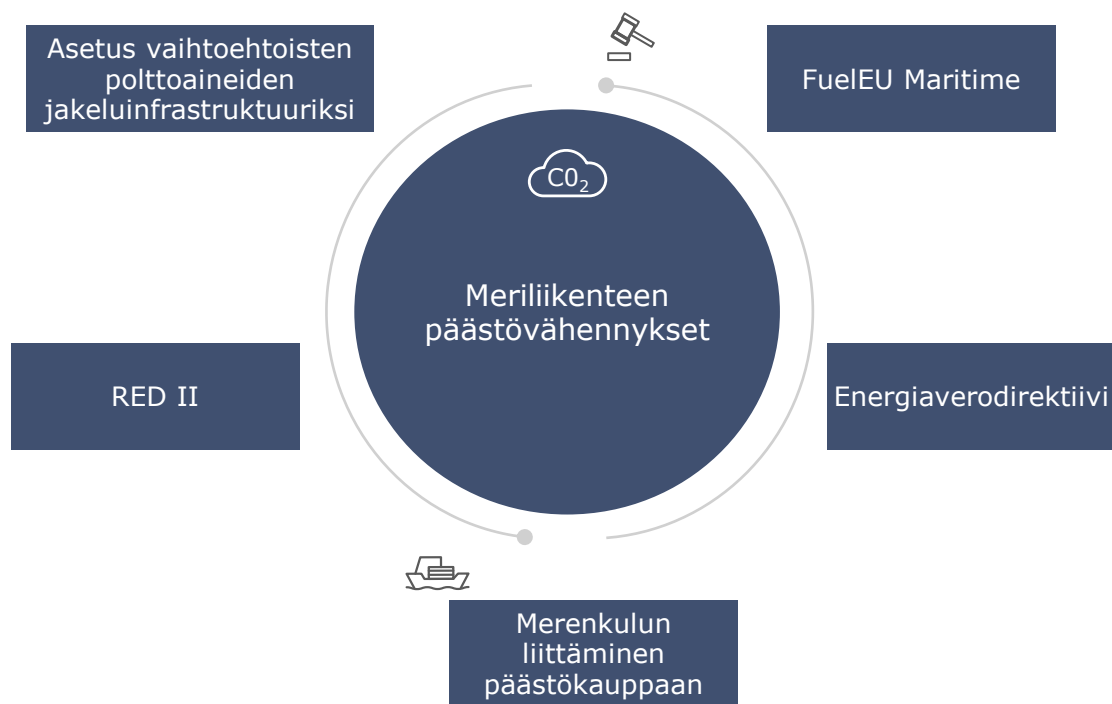 Asetus vaihtoehtoisten
polttoaineiden
jakeluinfrastruktuuriksi
FuelEU Maritime
C0₂
Meriliikenteen
päästövähennykset
RED II
Energiaverodirektiivi
Merenkulun
liittäminen
päästökauppaan